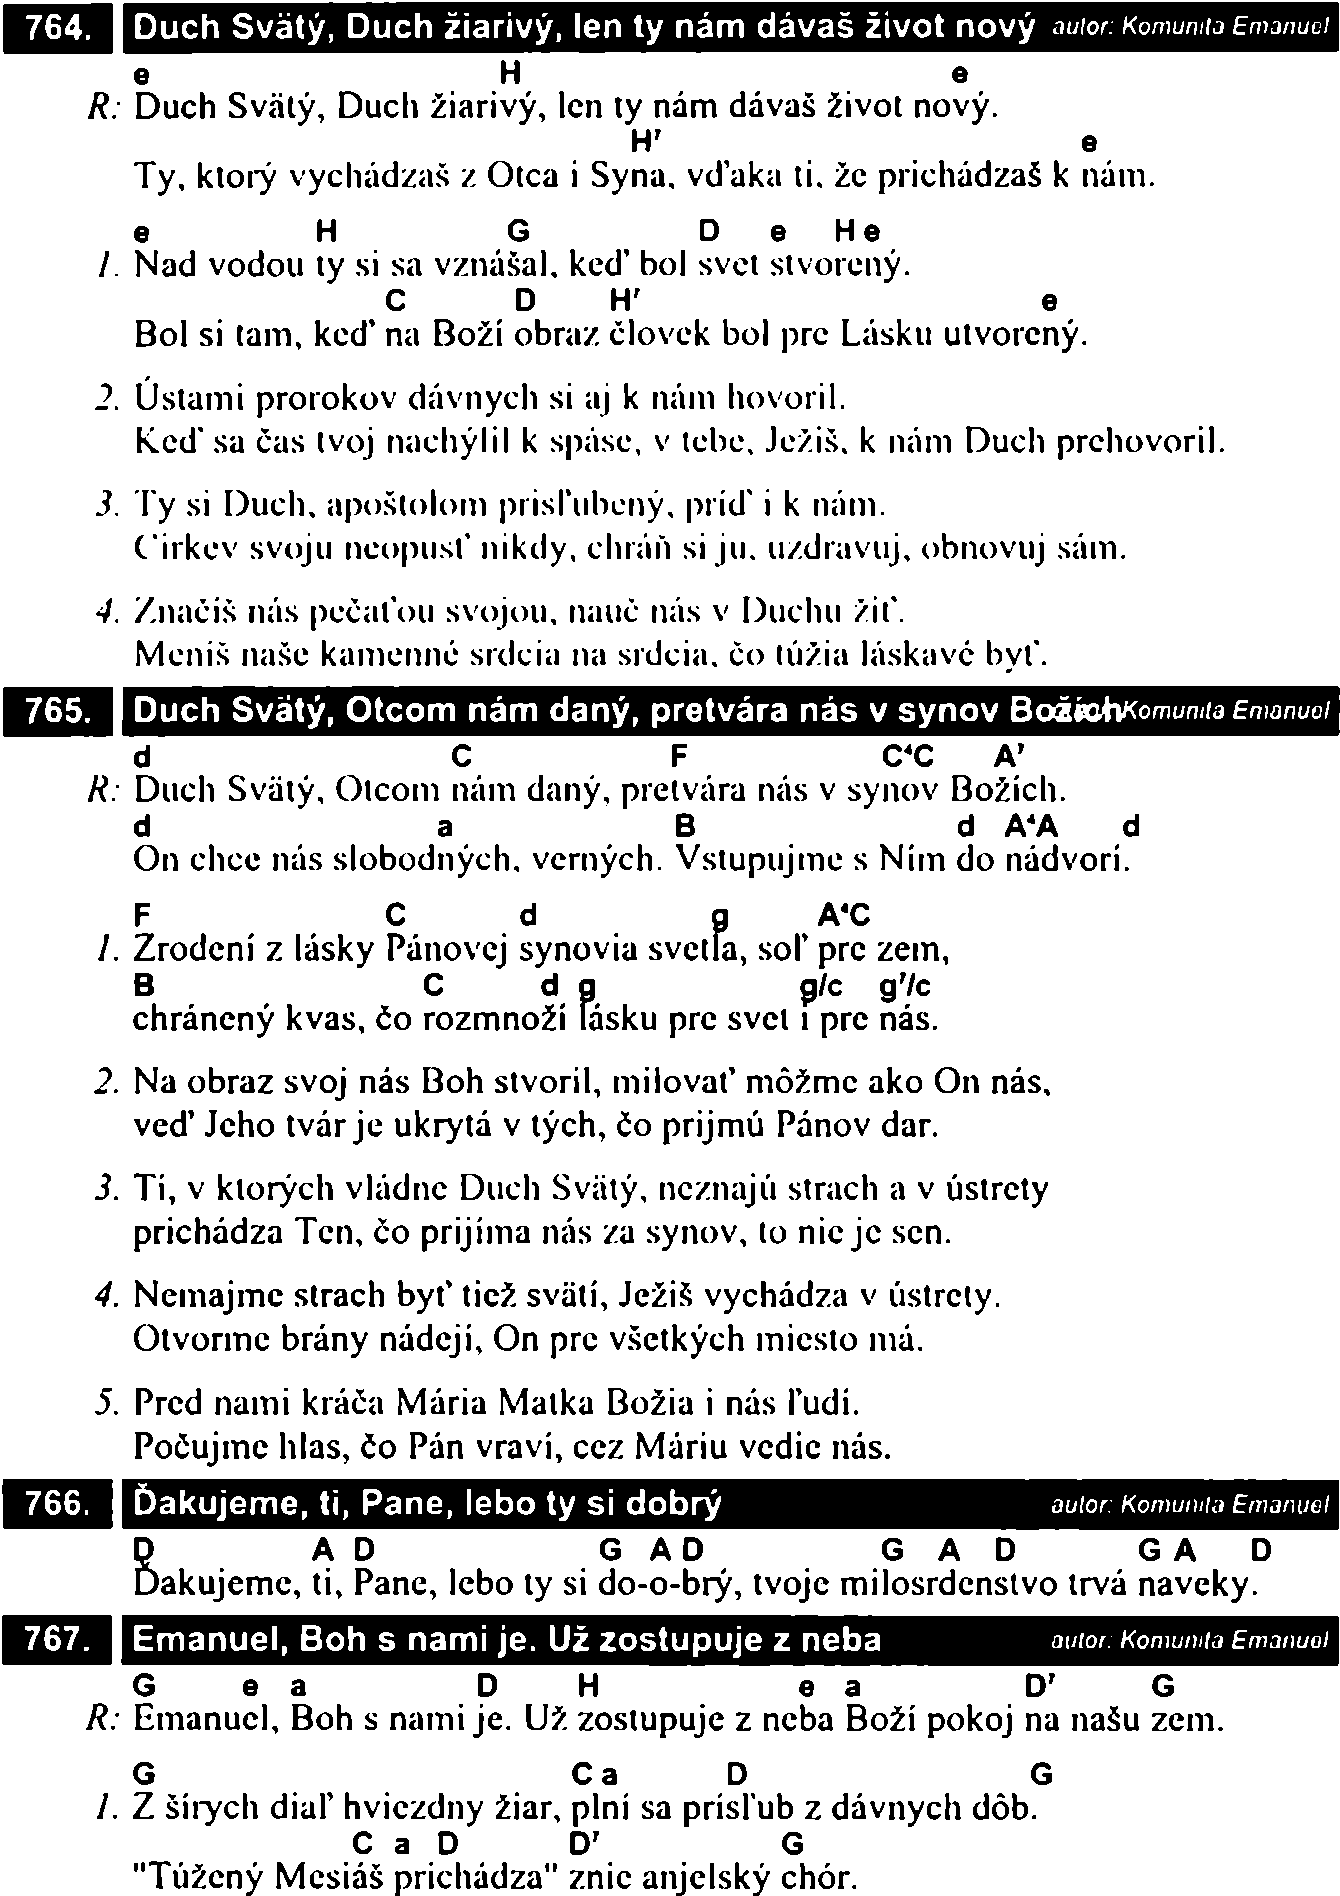 764. Duch Svätý, Duch žiarivý, len ty nám dávaš život nový autor: Komunita Emanuel
e H e
R: Duch Svätý, Duch žiarivý, len ty nám dávaš život nový.
H7 e
Ty, ktorý vychádzaš z Otca i Syna, vďaka ti, že prichádzaš k nám.
e H G D e H e
1. Nad vodou ty si sa vznášal, keď bol svet stvorený.
C D H7 e
Bol si tam, keď na Boží obraz človek bol pre Lásku utvorený.
2. Ústami prorokov dávnych si aj k nám hovoril.
Keď sa čas tvoj nachýlil k spáse, v tebe, Ježiš, k nám Duch prehovoril.
3. Ty si Duch, apoštolom prisľubený, príď i k nám.
Cirkev svoju neopusť nikdy, chráň si ju, uzdravuj, obnovuj sám.
4. Značíš nás pečaťou svojou, nauč nás v Duchu žiť.
Meníš naše kamenné srdcia na srdcia, čo túžia láskavé byť.
765. Duch Svätý, Otcom nám daný, pretvára nás v synov Božích Komunita Emanuel
d C F C4C A7
R: Duch Svätý, Otcom nám daný, pretvára nás v synov Božích.
d a B d A4A d
On chce nás slobodných, verných. Vstupujme s Ním do nádvorí.
F C d g A4C
1. Zrodení z lásky Pánovej synovia svetla, soľ pre zem,
B C d g g/c g7/c
chránený kvas, čo rozmnoží lásku pre svet i pre nás.
2. Na obraz svoj nás Boh stvoril, milovať môžme ako On nás,
veď Jeho tvár je ukrytá v tých, čo prijmú Pánov dar.
3. Tí, v ktorých vládne Duch Svätý, neznajú strach a v ústrety
prichádza Ten, čo prijíma nás za synov, to nie je sen.
4. Nemajme strach byť tiež svätí, Ježiš vychádza v ústrety.
Otvorme brány nádejí, On pre všetkých miesto má.
5. Pred nami kráča Mária Matka Božia i nás ľudí.
Počujme hlas, čo Pán vraví, cez Máriu vedie nás.
766. Ďakujeme, ti, Pane, lebo ty si dobrý autor: Komunita Emanuel
D A D G A D G A D G A D
Ďakujeme, ti, Pane, lebo ty si do-o-brý, tvoje milosrdenstvo trvá naveky.
767. Emanuel, Boh s nami je. Už zostupuje z neba autor: Komunita Emanuel
G e a D H e a D7 G
R: Emanuel, Boh s nami je. Už zostupuje z neba Boží pokoj na našu zem.
G C a D G
1. Z šírych diaľ hviezdny žiar, plní sa prísľub z dávnych dôb.
C a D D7 G
"Túžený Mesiáš prichádza" znie anjelský chór.